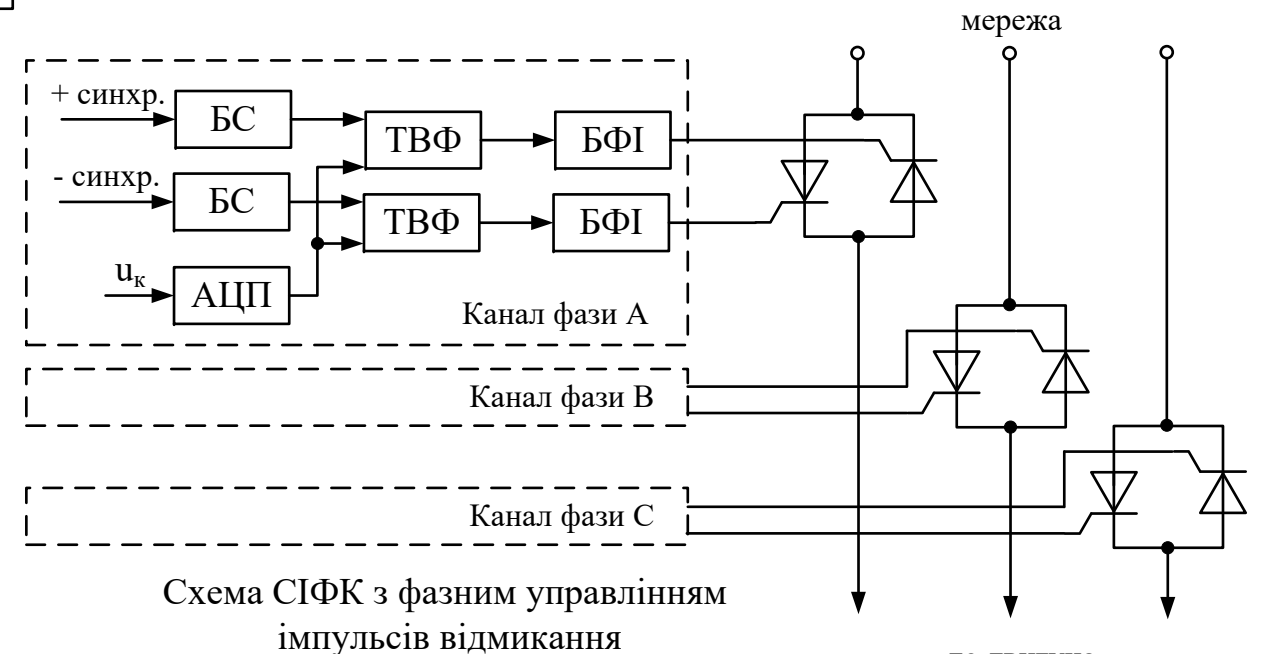 мережа
+ синхр.
БС
ТВФ
БФІ
- синхр.
БС
ТВФ
БФІ
uк
АЦП
Канал фази А
Канал фази В
Канал фази С
Схема СІФК з фазним управлінням
імпульсів відмикання